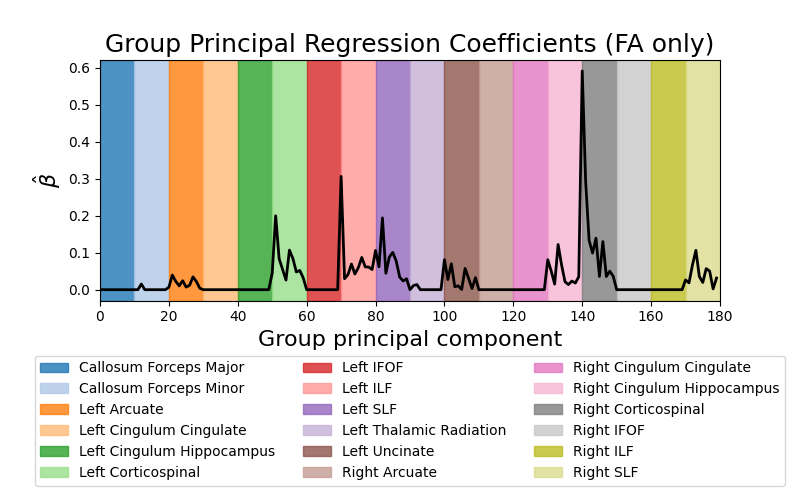 Group Principal Regression Coefficients (FA only)
0.6
0.5
0.4
0.3
0.2
0.1
0.0
β̂
0 20 40 60 80 100 120 140 160 180
Group principal component
Callosum Forceps Major Left IFOF Right Cingulum Cingulate
Callosum Forceps Minor Left ILF Right Cingulum Hippocampus
Left Arcuate Left SLF Right Corticospinal
Left Cingulum Cingulate Left Thalamic Radiation Right IFOF
Left Cingulum Hippocampus Left Uncinate Right ILF
Left Corticospinal Right Arcuate Right SLF